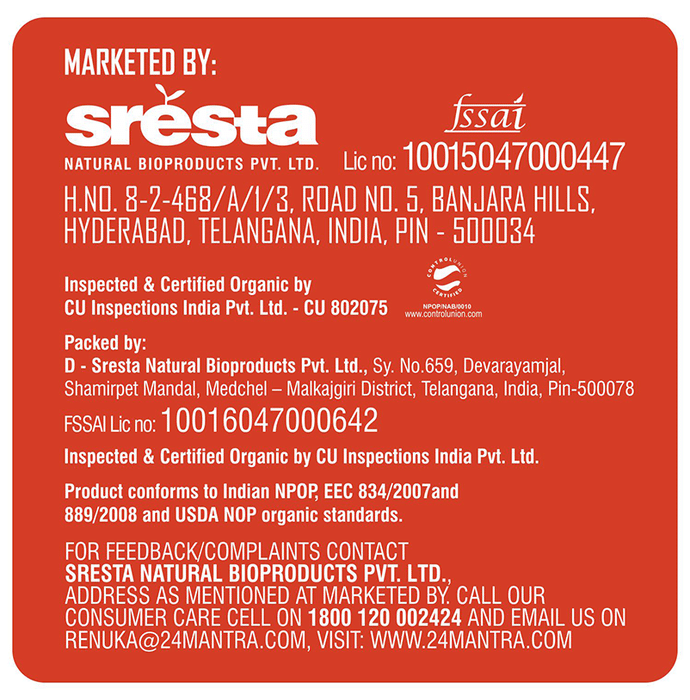 MARKETED BY:
sresta
NATURAL BIOPRODUCTS PVT. LTD.
fssai
Lic no: 10015047000447
H.NO. 8-2-468/A/1/3, ROAD NO. 5, BANJARA HILLS,
HYDERABAD, TELANGANA, INDIA, PIN - 500034
Inspected & Certified Organic by
CU Inspections India Pvt. Ltd. - CU 802075
CONTROLUNION
CERTIFIED
NPOP/NAB/0010
www.controlunion.com
Packed by:
D - Sresta Natural Bioproducts Pvt. Ltd., Sy. No.659, Devarayamjal,
Shamirpet Mandal, Medchel – Malkajgiri District, Telangana, India, Pin-500078
FSSAI Lic no: 10016047000642
Inspected & Certified Organic by CU Inspections India Pvt. Ltd.
Product conforms to Indian NPOP, EEC 834/2007and
889/2008 and USDA NOP organic standards.
FOR FEEDBACK/COMPLAINTS CONTACT
SRESTA NATURAL BIOPRODUCTS PVT. LTD.,
ADDRESS AS MENTIONED AT MARKETED BY. CALL OUR
CONSUMER CARE CELL ON 1800 120 002424 AND EMAIL US ON
RENUKA@24MANTRA.COM, VISIT: WWW.24MANTRA.COM